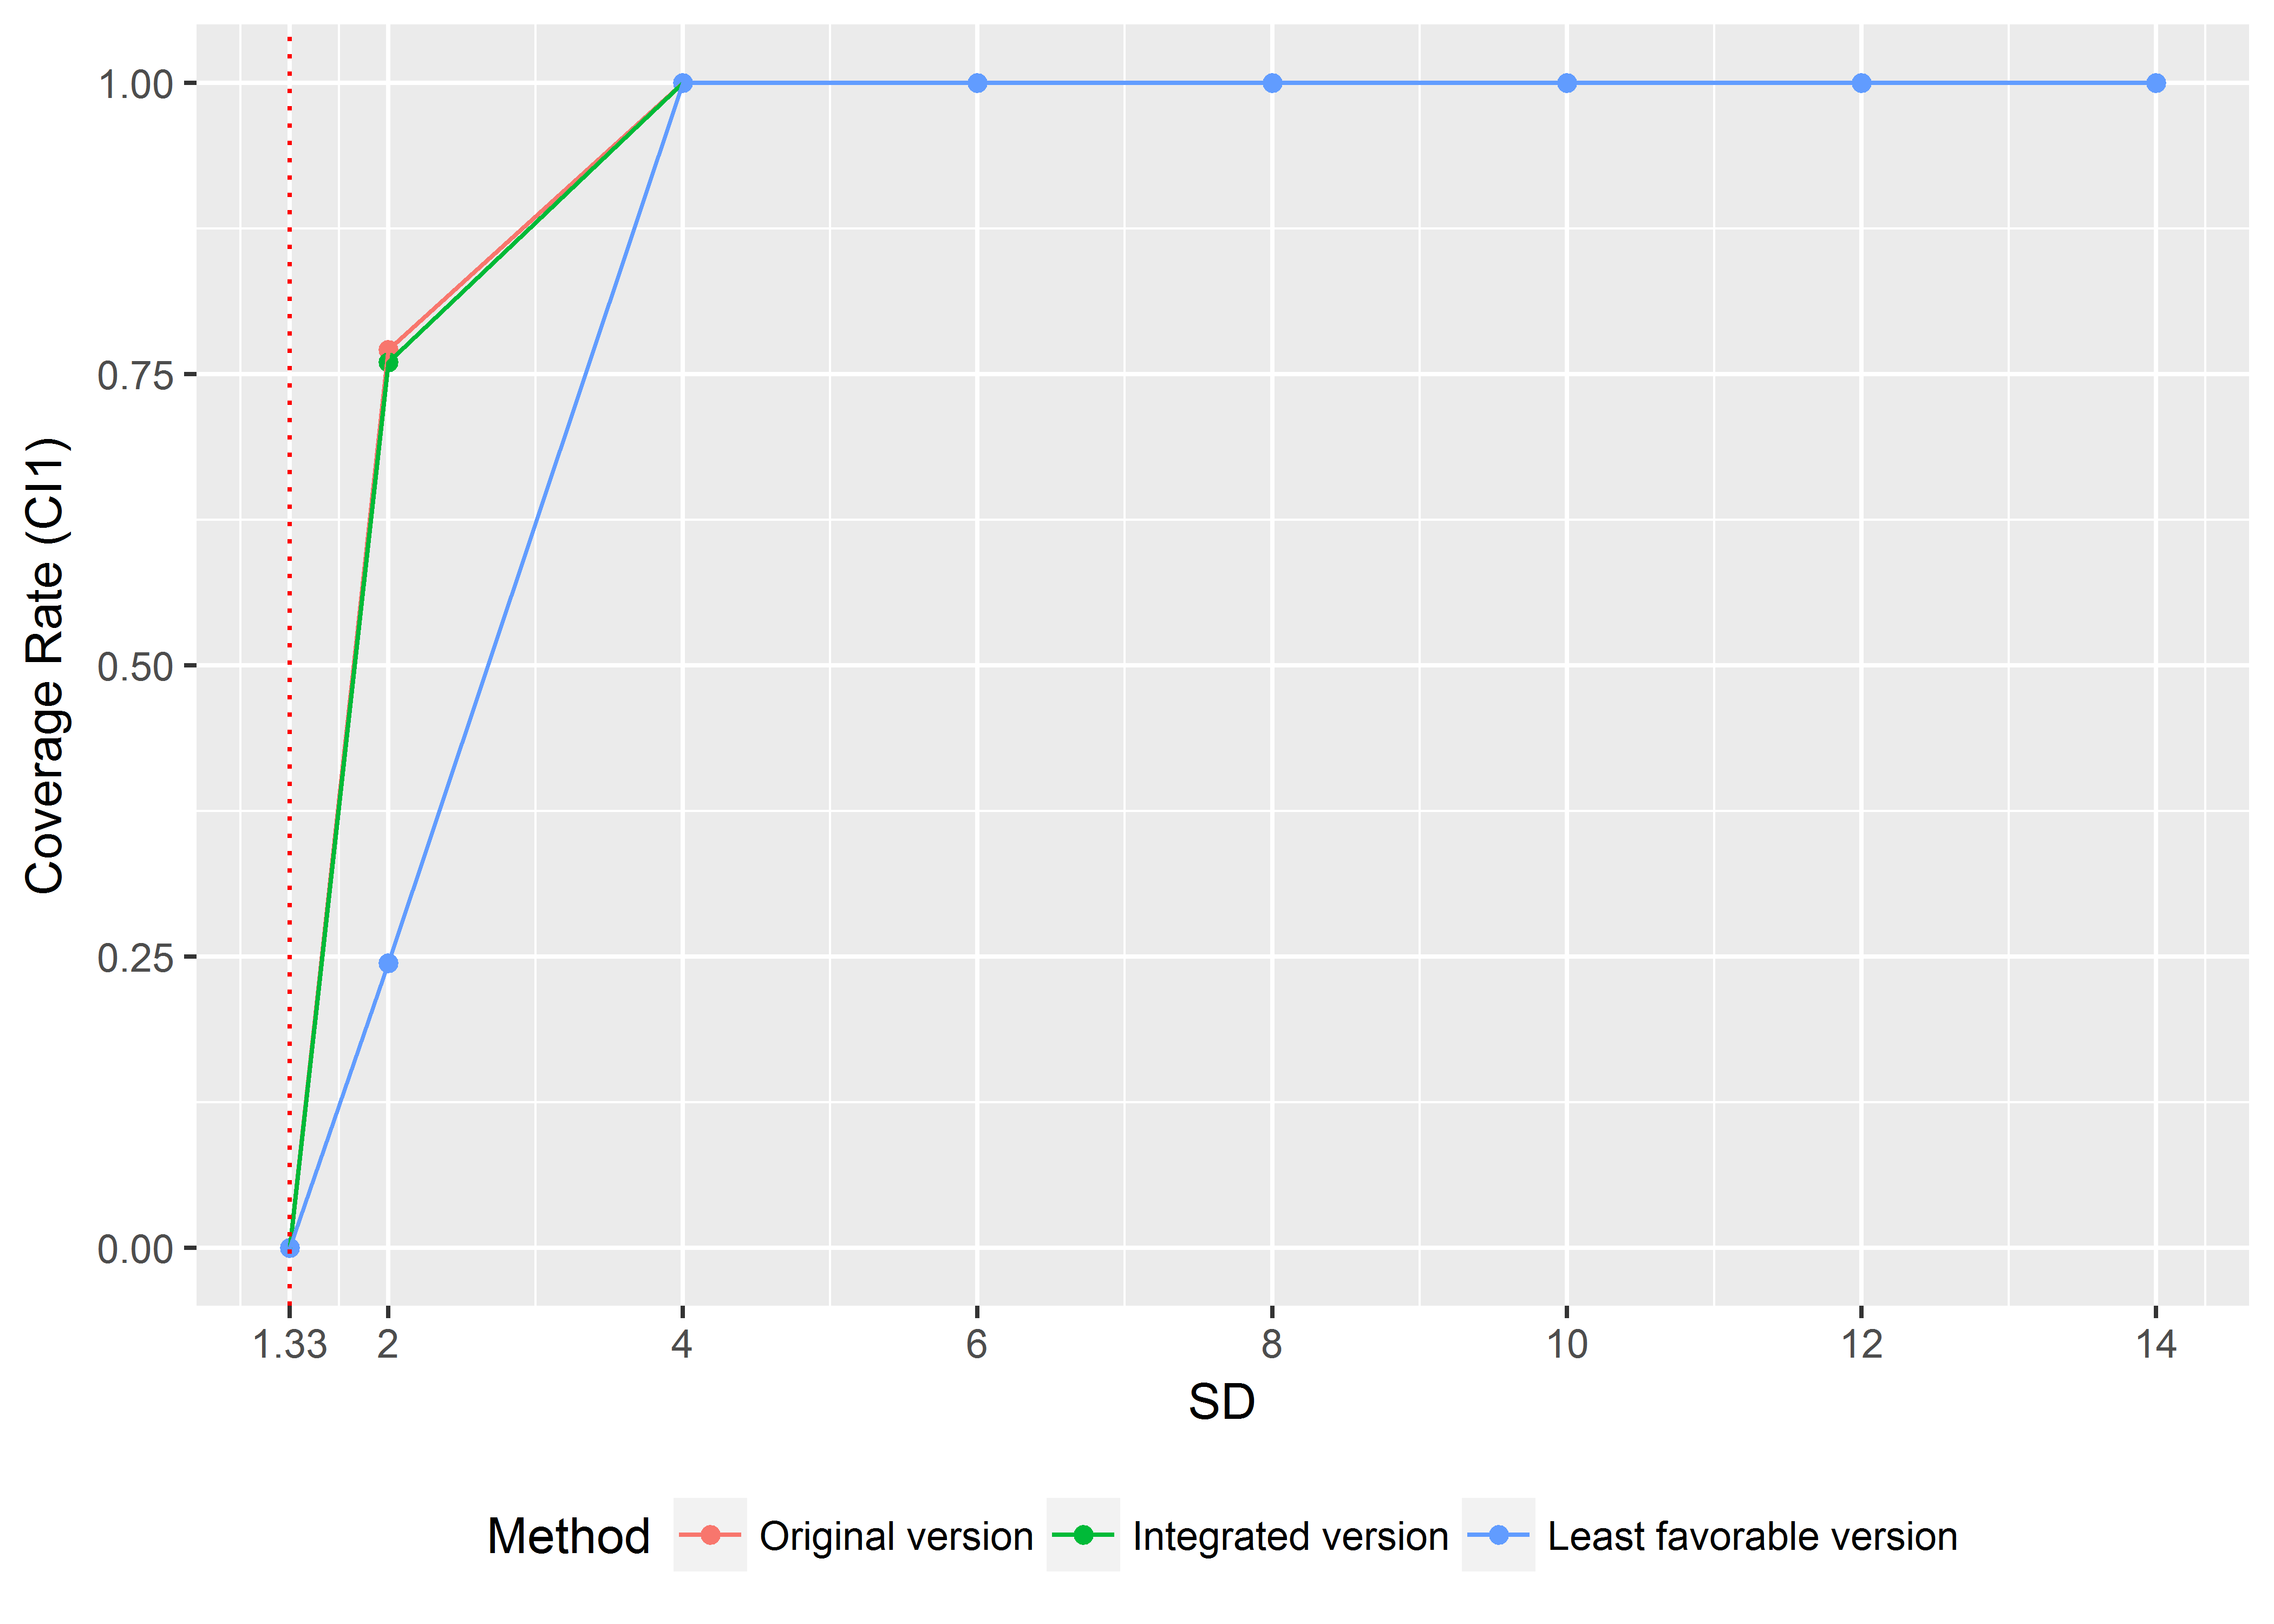 Coverage Rate (CI1)
1.00
0.75
0.50
0.25
0.00
1.33 2 4 6 8 10 12 14
SD
Method Original version Integrated version Least favorable version